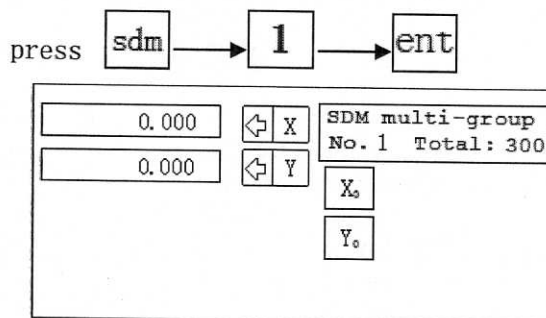 press sdm 1 ent
0.000 X SDM multi-group
No.1 Total:300
0.000 Y
X₀
Y₀